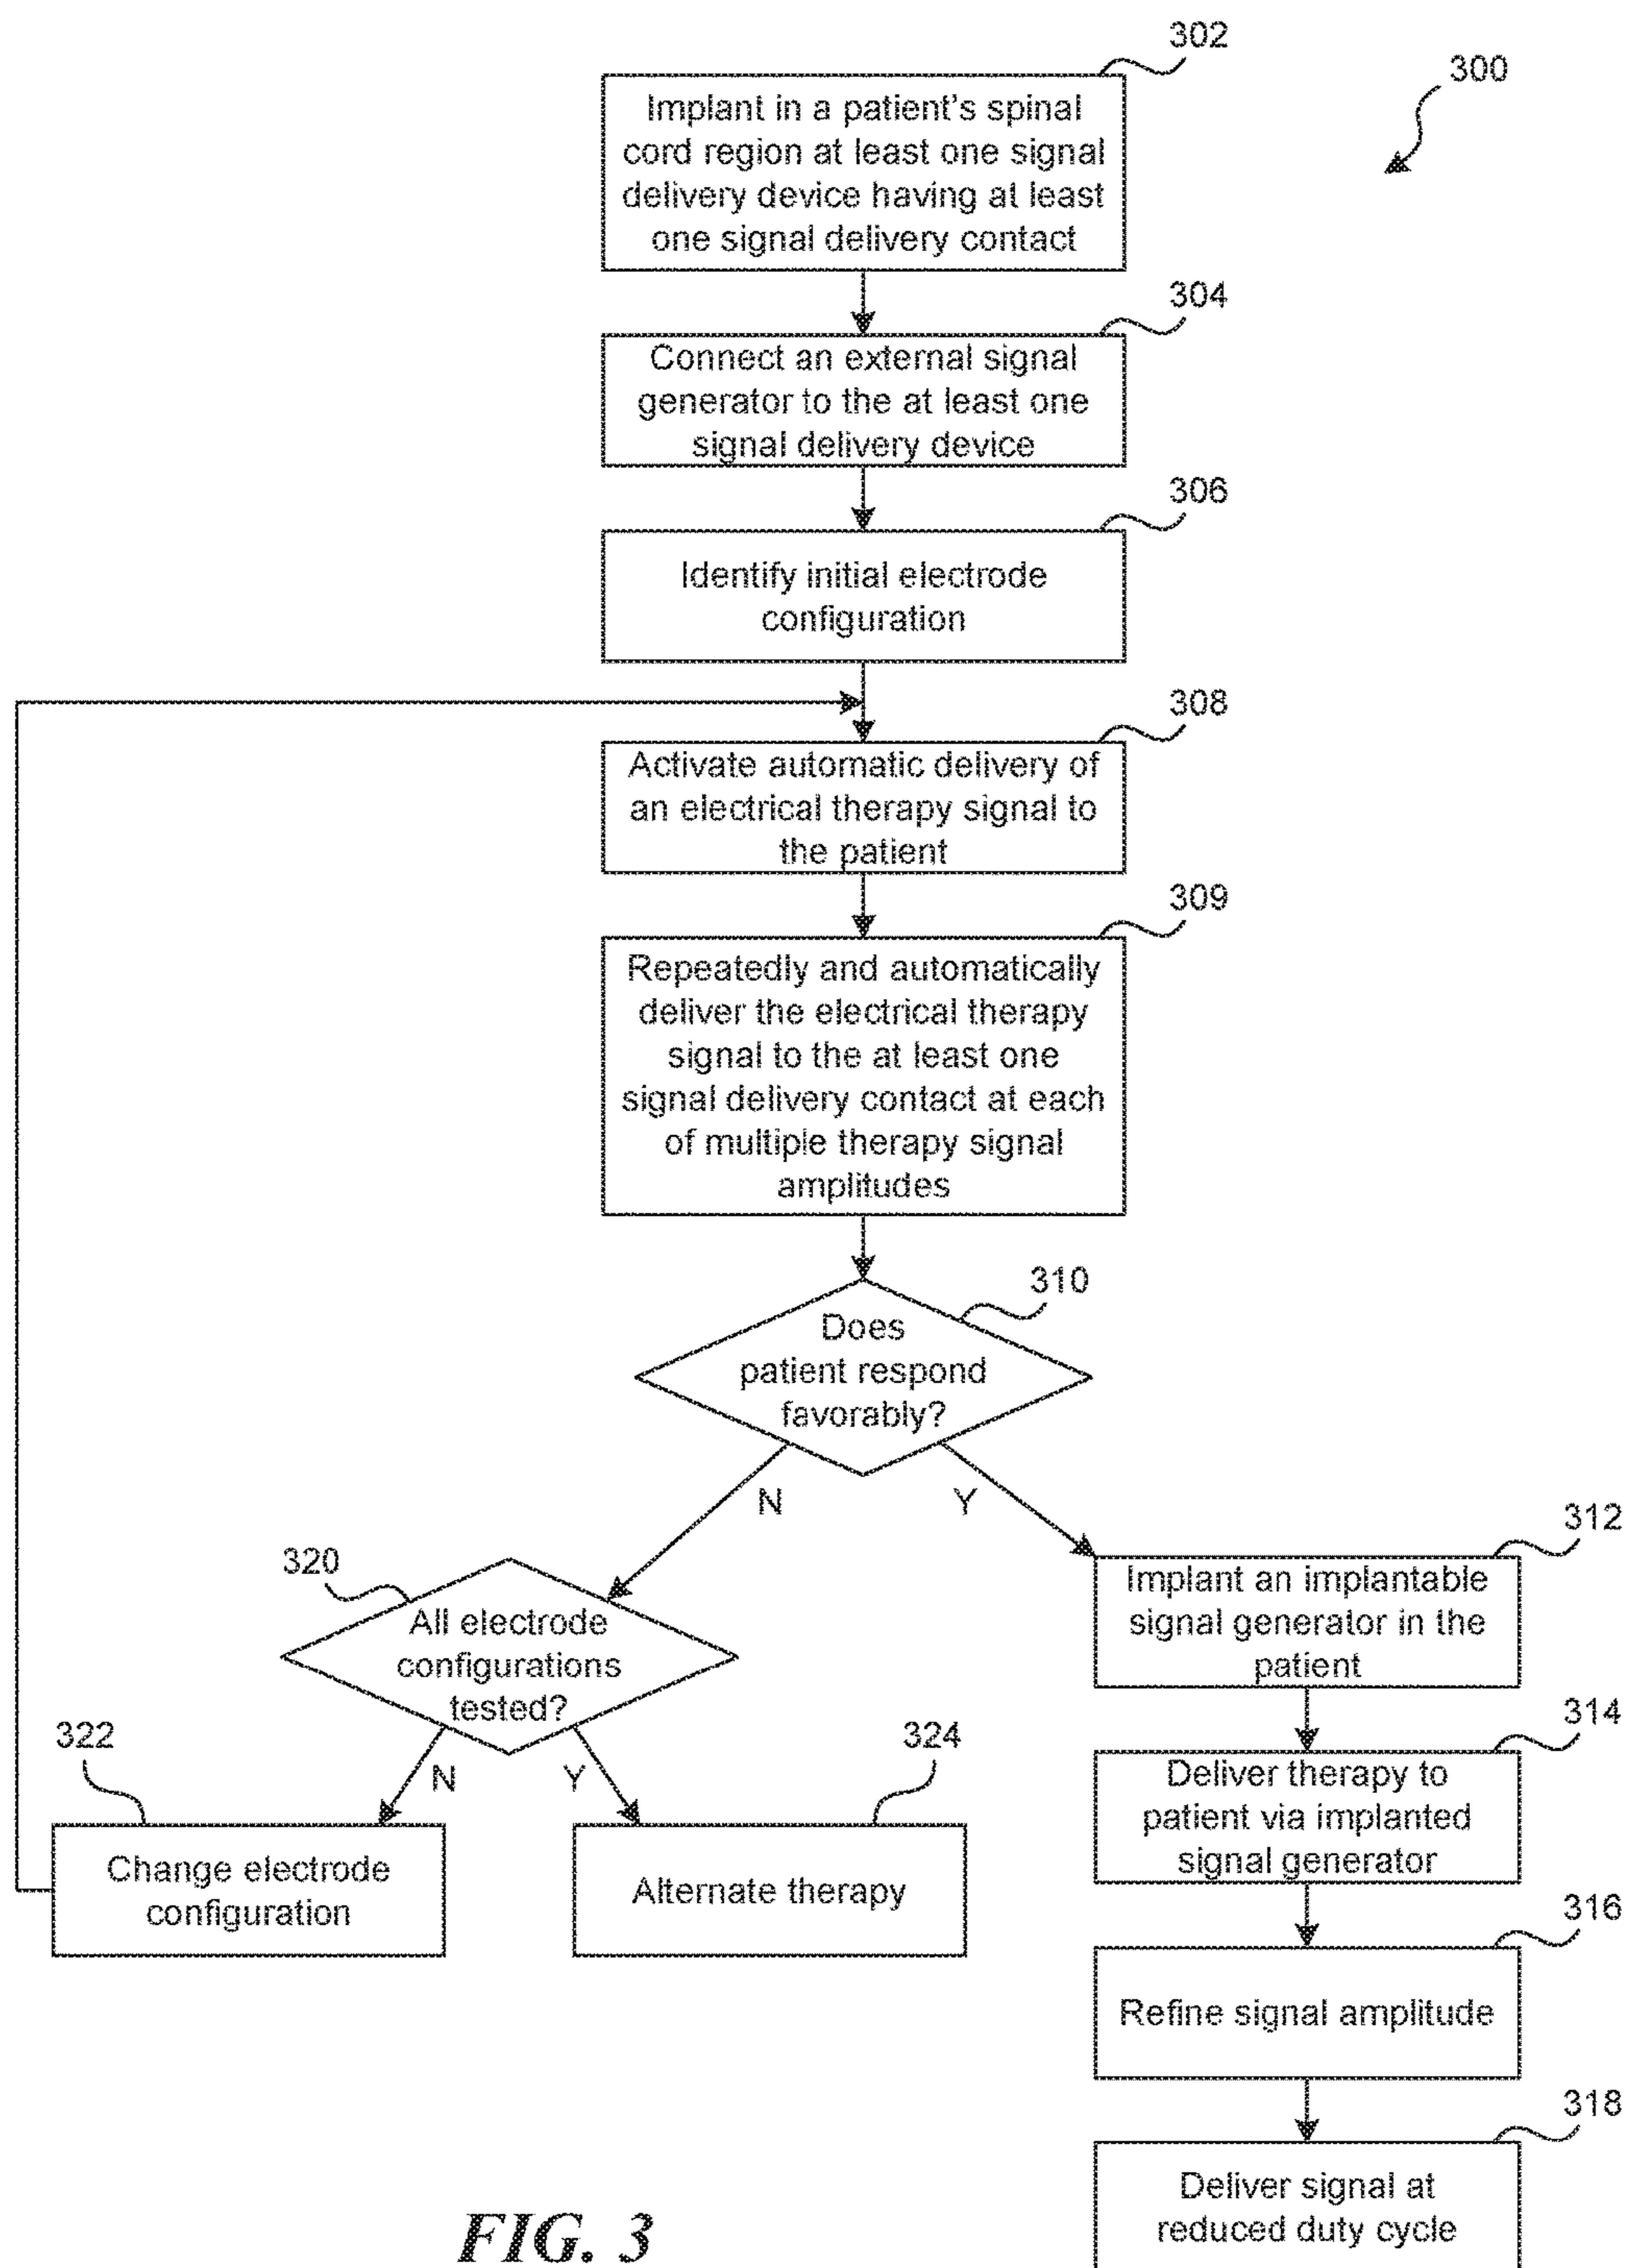 302
300
Implant in a patient's spinal
cord region at least one signal
delivery device having at least
one signal delivery contact
304
Connect an external signal
generator to the at least one
signal delivery device
306
Identify initial electrode
configuration
308
Activate automatic delivery of
an electrical therapy signal to
the patient
309
Repeatedly and automatically
deliver the electrical therapy
signal to the at least one
signal delivery contact at each
of multiple therapy signal
amplitudes
310
Does
patient respond
favorably?
N
Y
320
All electrode
configurations
tested?
N
Y
322
Change electrode
configuration
324
Alternate therapy
312
Implant an implantable
signal generator in the
patient
314
Deliver therapy to
patient via implanted
signal generator
316
Refine signal amplitude
318
Deliver signal at
reduced duty cycle
FIG. 3